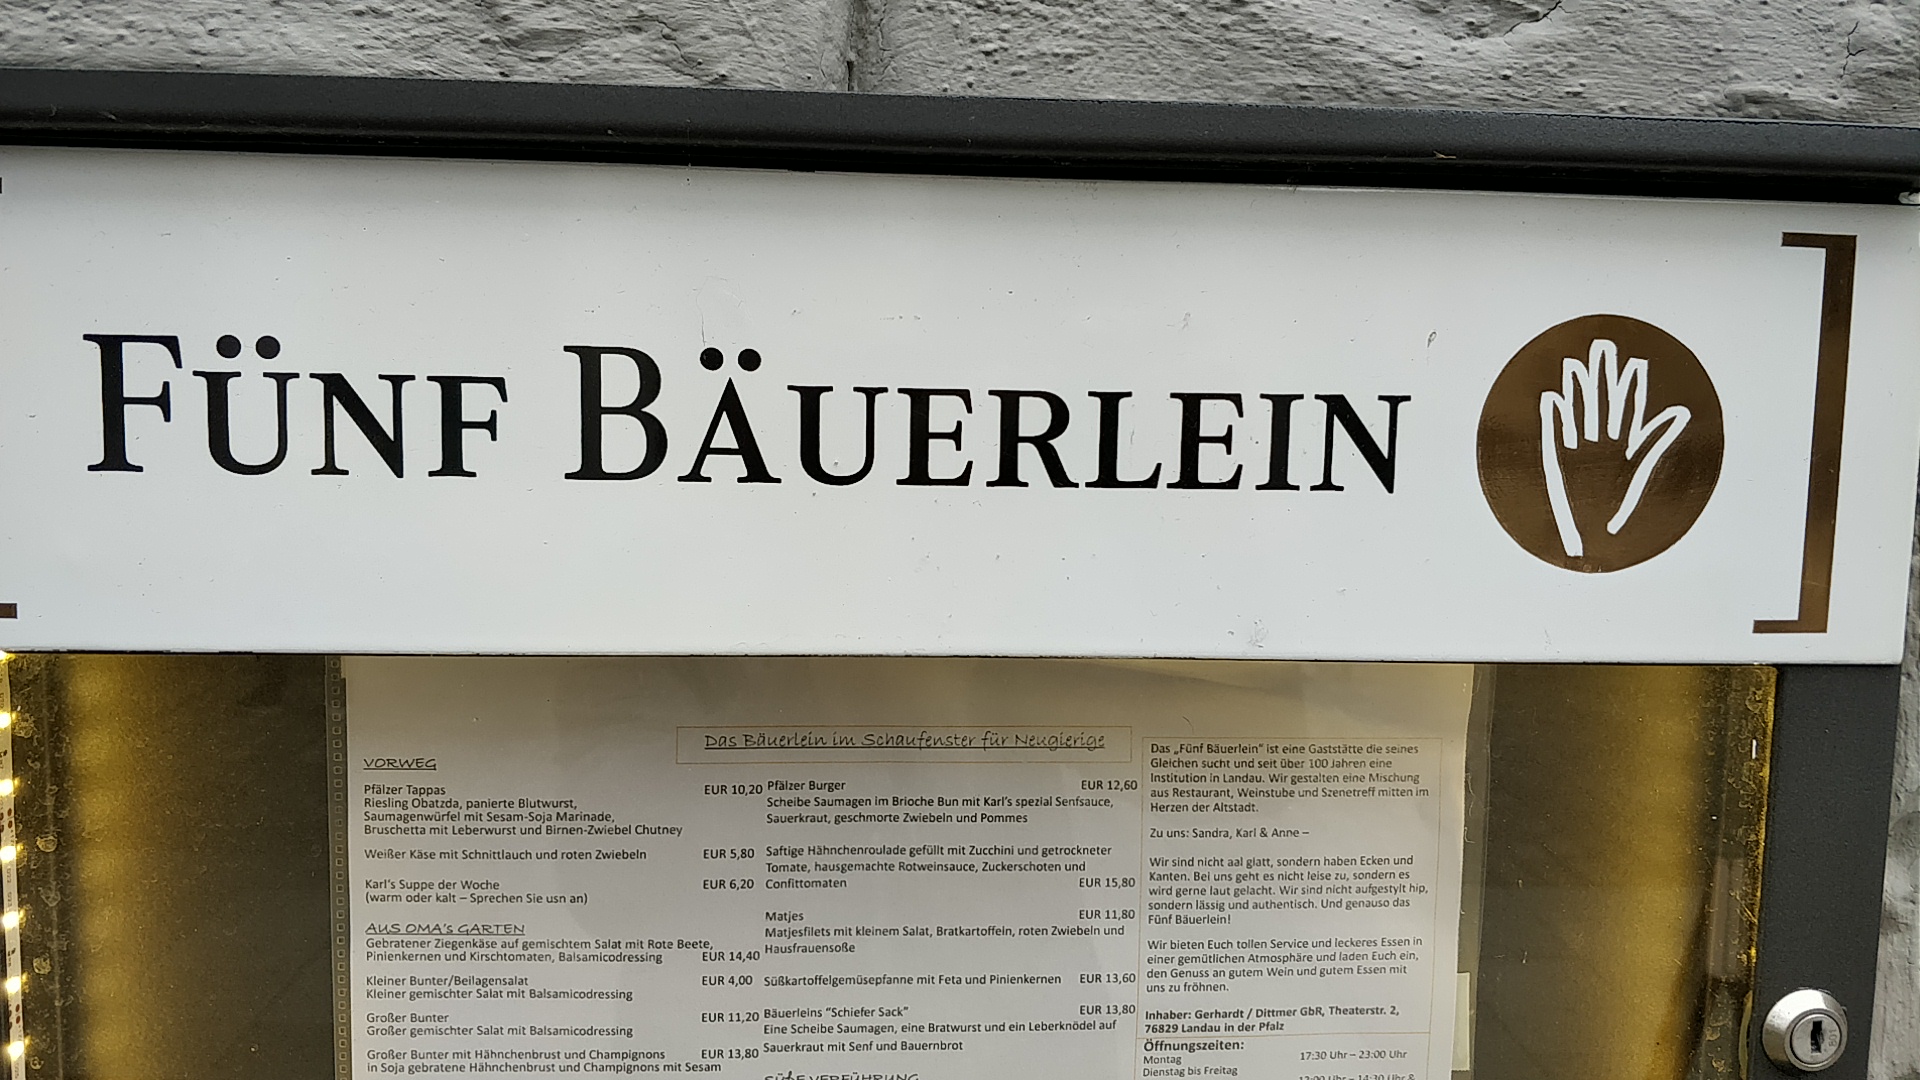 FÜNF BÄUERLEIN
Das Bäuerlein im Schaufenster für Neugierige
VORWEG
Pfälzer Tappas EUR 10,20
Riesling Obatzda, panierte Blutwurst,
Saumagenwürfel mit Sesam-Soja Marinade,
Bruschetta mit Leberwurst und Birnen-Zwiebel Chutney
Weißer Käse mit Schnittlauch und roten Zwiebeln EUR 5,80
Karl's Suppe der Woche EUR 6,20
(warm oder kalt – Sprechen Sie usn an)
AUS OMA's GARTEN
Gebratener Ziegenkäse auf gemischtem Salat mit Rote Beete,
Pinienkernen und Kirschtomaten, Balsamicodressing EUR 14,40
Kleiner Bunter/Beilagensalat EUR 4,00
Kleiner gemischter Salat mit Balsamicodressing
Großer Bunter EUR 11,20
Großer gemischter Salat mit Balsamicodressing
Großer Bunter mit Hähnchenbrust und Champignons EUR 13,80
in Soja gebratene Hähnchenbrust und Champignons mit Sesam
Pfälzer Burger EUR 12,60
Scheibe Saumagen im Brioche Bun mit Karl's spezial Senfsauce,
Sauerkraut, geschmorte Zwiebeln und Pommes
Saftige Hähnchenroulade gefüllt mit Zucchini und getrockneter
Tomate, hausgemachte Rotweinsauce, Zuckerschoten und
Confittomaten EUR 15,80
Matjes EUR 11,80
Matjesfilets mit kleinem Salat, Bratkartoffeln, roten Zwiebeln und
Hausfrauensoße
Süßkartoffelgemüsepfanne mit Feta und Pinienkernen EUR 13,60
Bäuerleins "Schiefer Sack" EUR 13,80
Eine Scheibe Saumagen, eine Bratwurst und ein Leberknödel auf
Sauerkraut mit Senf und Bauernbrot
SÜßE VERFÜHRUNG
Das „Fünf Bäuerlein" ist eine Gaststätte die seines
Gleichen sucht und seit über 100 Jahren eine
Institution in Landau. Wir gestalten eine Mischung
aus Restaurant, Weinstube und Szenetreff mitten im
Herzen der Altstadt.
Zu uns: Sandra, Karl & Anne –
Wir sind nicht aal glatt, sondern haben Ecken und
Kanten. Bei uns geht es nicht leise zu, sondern es
wird gerne laut gelacht. Wir sind nicht aufgestylt hip,
sondern lässig und authentisch. Und genauso das
Fünf Bäuerlein!
Wir bieten Euch tollen Service und leckeres Essen in
einer gemütlichen Atmosphäre und laden Euch ein,
den Genuss an gutem Wein und gutem Essen mit
uns zu fröhnen.
Inhaber: Gerhardt / Dittmer GbR, Theaterstr. 2,
76829 Landau in der Pfalz
Öffnungszeiten:
Montag 17:30 Uhr – 23:00 Uhr
Dienstag bis Freitag